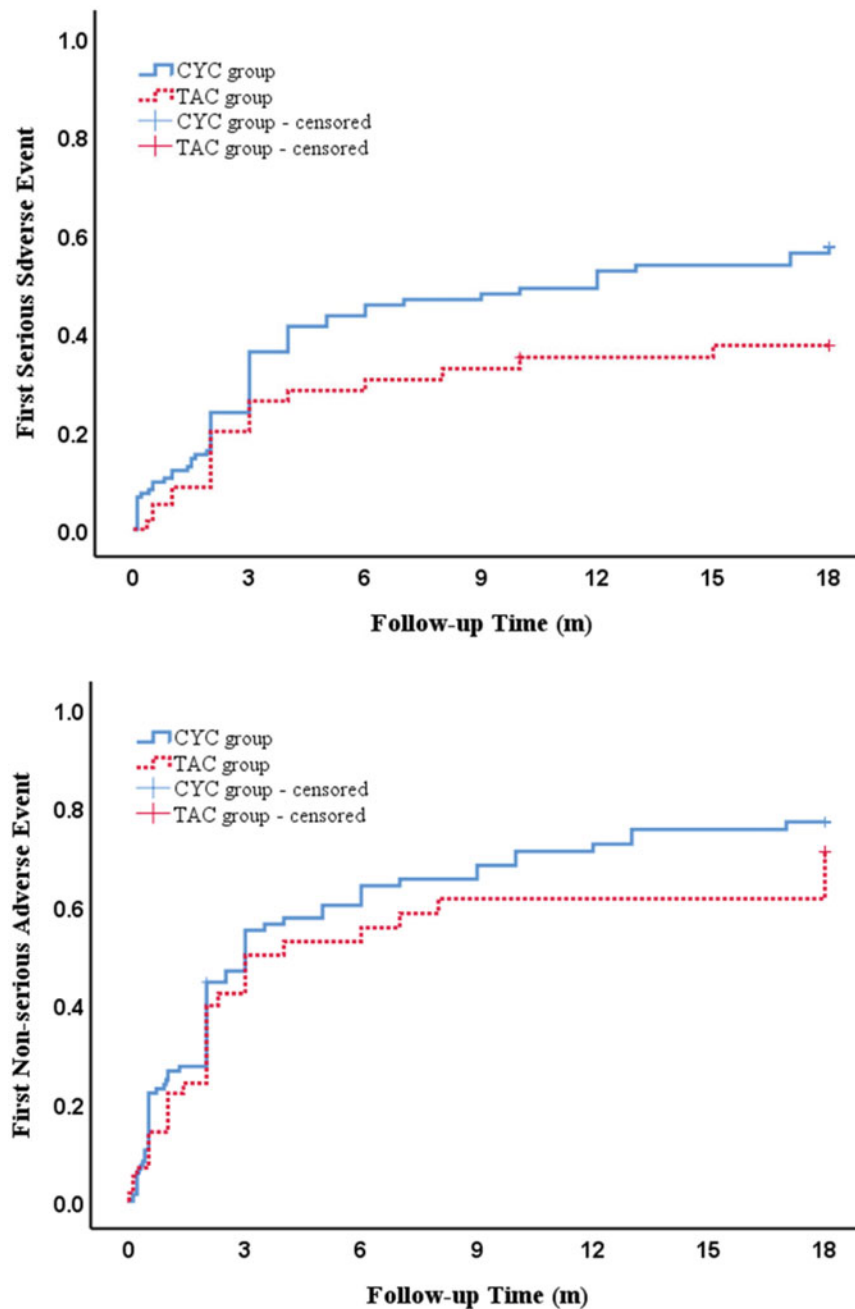 1.0
CYC group
TAC group
CYC group - censored
TAC group - censored
0.8
0.6
0.4
0.2
0.0
First Serious Sdverse Event
0 3 6 9 12 15 18
Follow-up Time (m)
1.0
CYC group
TAC group
CYC group - censored
TAC group - censored
0.8
0.6
0.4
0.2
0.0
First Non-serious Adverse Event
0 3 6 9 12 15 18
Follow-up Time (m)